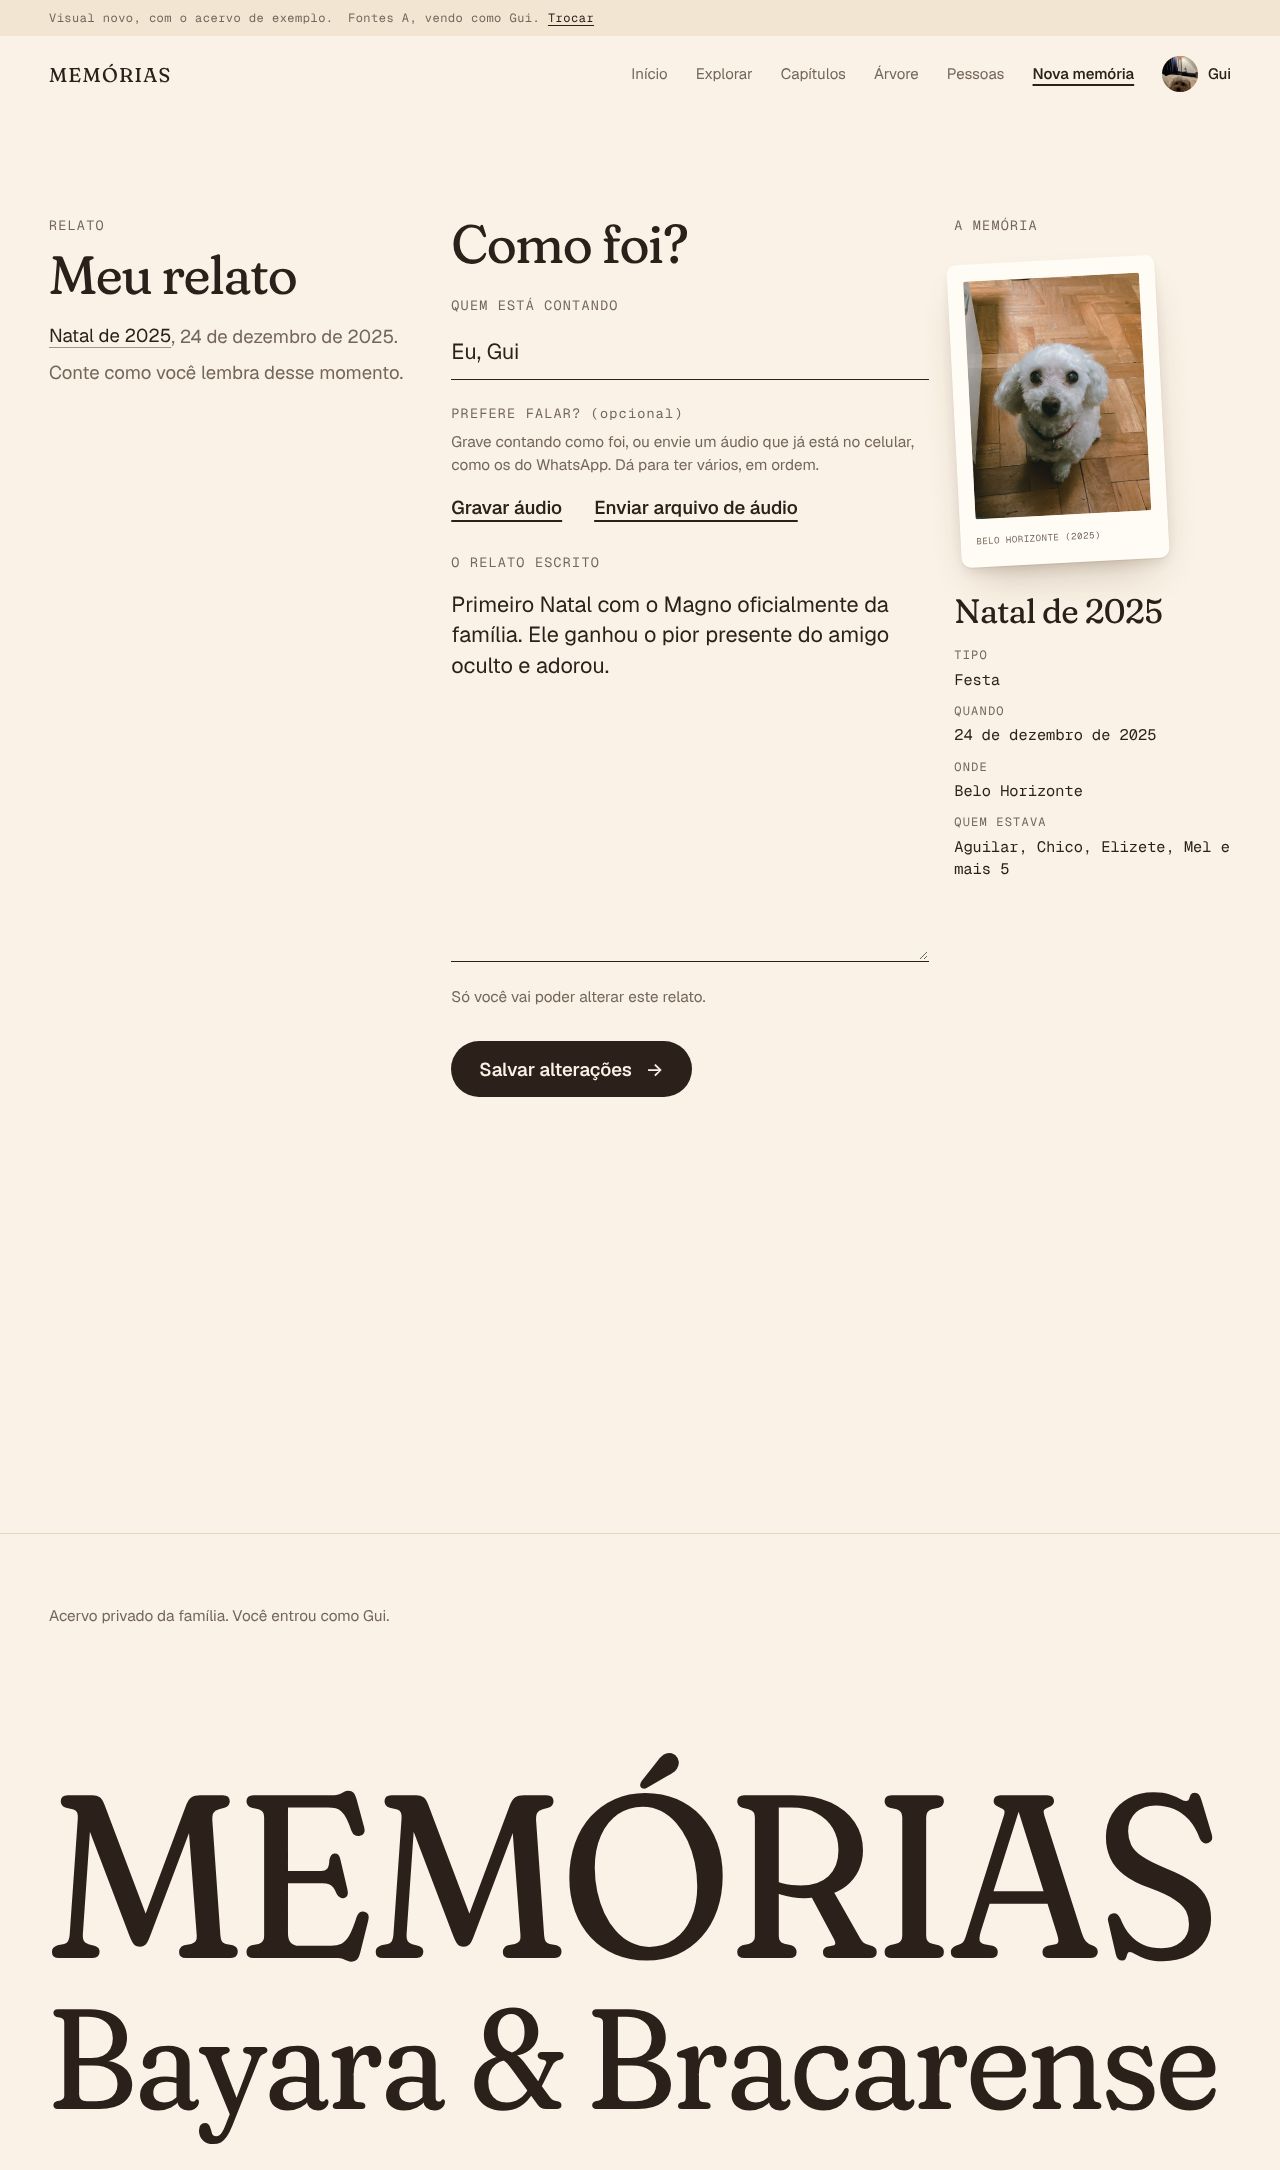 Visual novo, com o acervo de exemplo. Fontes A, vendo como Gui. Trocar
MEMÓRIAS
Início
Explorar
Capítulos
Árvore
Pessoas
Nova memória
Gui
RELATO
Meu relato
Natal de 2025, 24 de dezembro de 2025.
Conte como você lembra desse momento.
Como foi?
QUEM ESTÁ CONTANDO
Eu, Gui
PREFERE FALAR? (opcional)
Grave contando como foi, ou envie um áudio que já está no celular,
como os do WhatsApp. Dá para ter vários, em ordem.
Gravar áudio
Enviar arquivo de áudio
O RELATO ESCRITO
Primeiro Natal com o Magno oficialmente da
família. Ele ganhou o pior presente do amigo
oculto e adorou.
Só você vai poder alterar este relato.
Salvar alterações →
A MEMÓRIA
BELO HORIZONTE (2025)
Natal de 2025
TIPO
Festa
QUANDO
24 de dezembro de 2025
ONDE
Belo Horizonte
QUEM ESTAVA
Aguilar, Chico, Elizete, Mel e
mais 5
Acervo privado da família. Você entrou como Gui.
MEMÓRIAS
Bayara & Bracarense